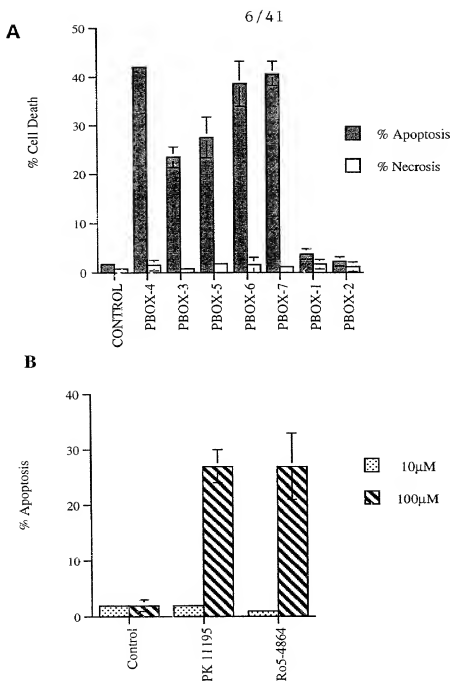 6/41
A
50
40
30
20
10
0
% Cell Death
% Apoptosis
% Necrosis
CONTROL
PBOX-4
PBOX-3
PBOX-5
PBOX-6
PBOX-7
PBOX-1
PBOX-2
B
40
30
20
10
0
% Apoptosis
10µM
100µM
Control
PK 11195
Ro5-4864